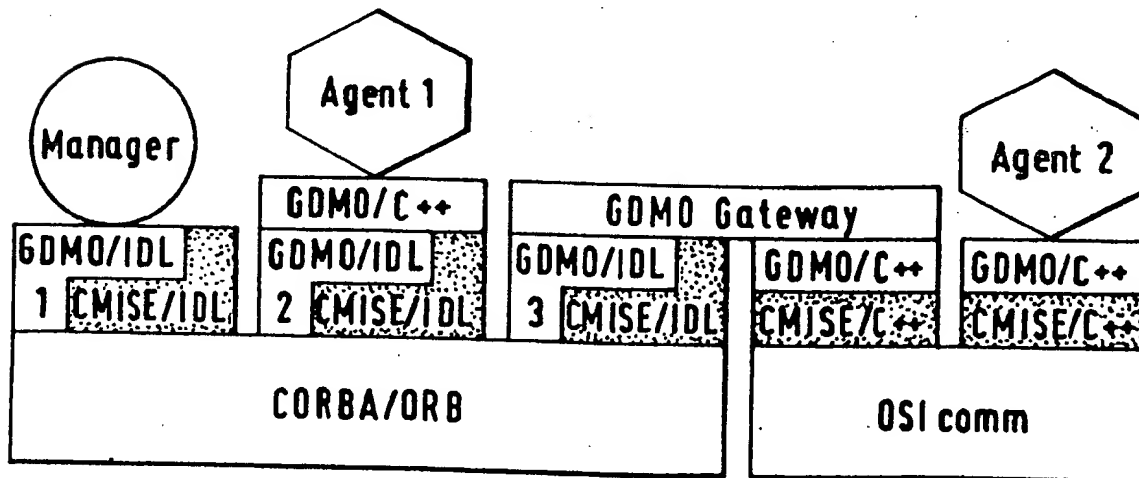 Manager
GDMO/IDL
1 CMISE/IDL
Agent 1
GDMO/C++
GDMO/IDL
2 CMISE/IDL
GDMO Gateway
GDMO/IDL
3 CMISE/IDL
GDMO/C++
CMISE/C++
Agent 2
GDMO/C++
CMISE/C++
CORBA/ORB
OSI comm